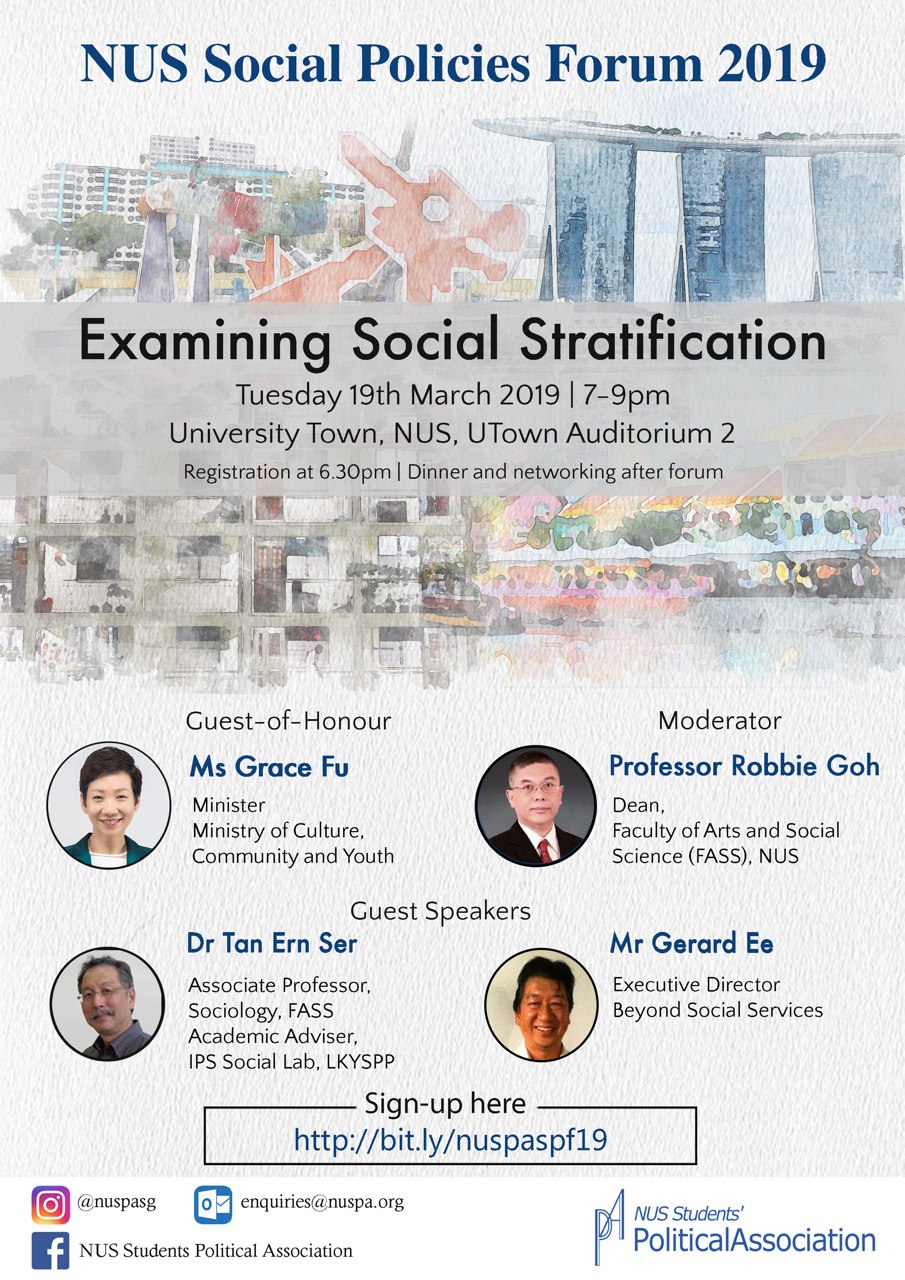 NUS Social Policies Forum 2019
Examining Social Stratification
Tuesday 19th March 2019 | 7-9pm
University Town, NUS, UTown Auditorium 2
Registration at 6.30pm | Dinner and networking after forum
Guest-of-Honour
Ms Grace Fu
Minister
Ministry of Culture,
Community and Youth
Moderator
Professor Robbie Goh
Dean,
Faculty of Arts and Social
Science (FASS), NUS
Guest Speakers
Dr Tan Ern Ser
Associate Professor,
Sociology, FASS
Academic Adviser,
IPS Social Lab, LKYSPP
Mr Gerard Ee
Executive Director
Beyond Social Services
Sign-up here
http://bit.ly/nuspaspf19
@nuspasg
enquiries@nuspa.org
NUS Students Political Association
NUS Students'
PoliticalAssociation